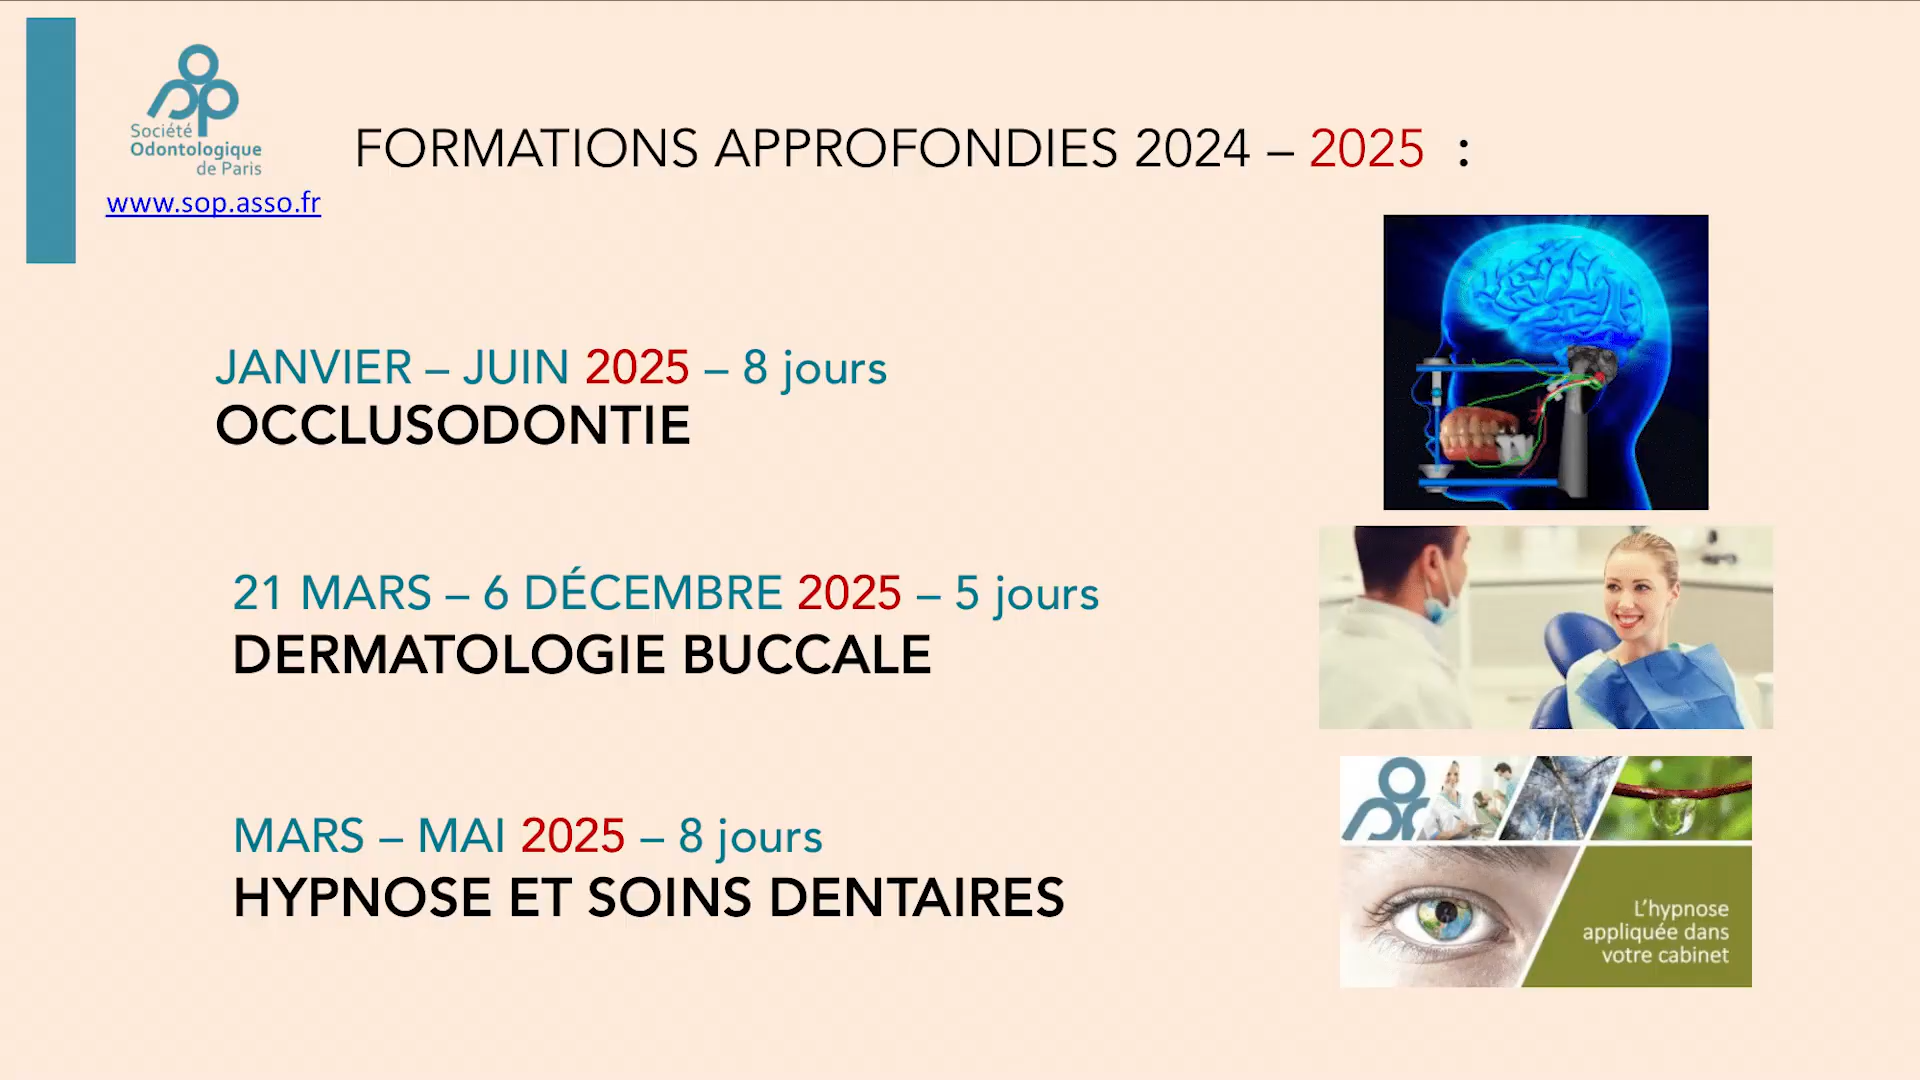 Société
Odontologique
de Paris
www.sop.asso.fr
FORMATIONS APPROFONDIES 2024 – 2025 :
JANVIER – JUIN 2025 – 8 jours
OCCLUSODONTIE
21 MARS – 6 DÉCEMBRE 2025 – 5 jours
DERMATOLOGIE BUCCALE
MARS – MAI 2025 – 8 jours
HYPNOSE ET SOINS DENTAIRES
L'hypnose
appliquée dans
votre cabinet